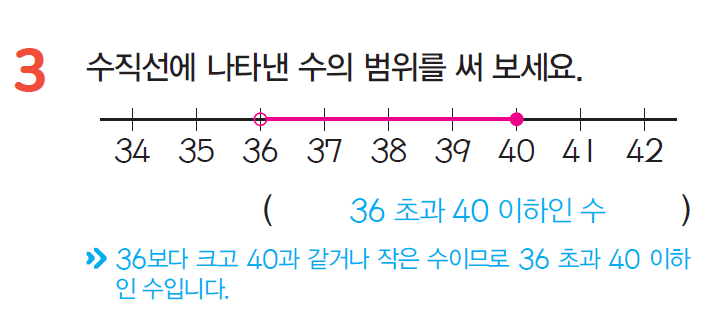 3 수직선에 나타낸 수의 범위를 써 보세요.
34 35 36 37 38 39 40 41 42
( 36 초과 40 이하인 수 )
36보다 크고 40과 같거나 작은 수이므로 36 초과 40 이하
인 수입니다.